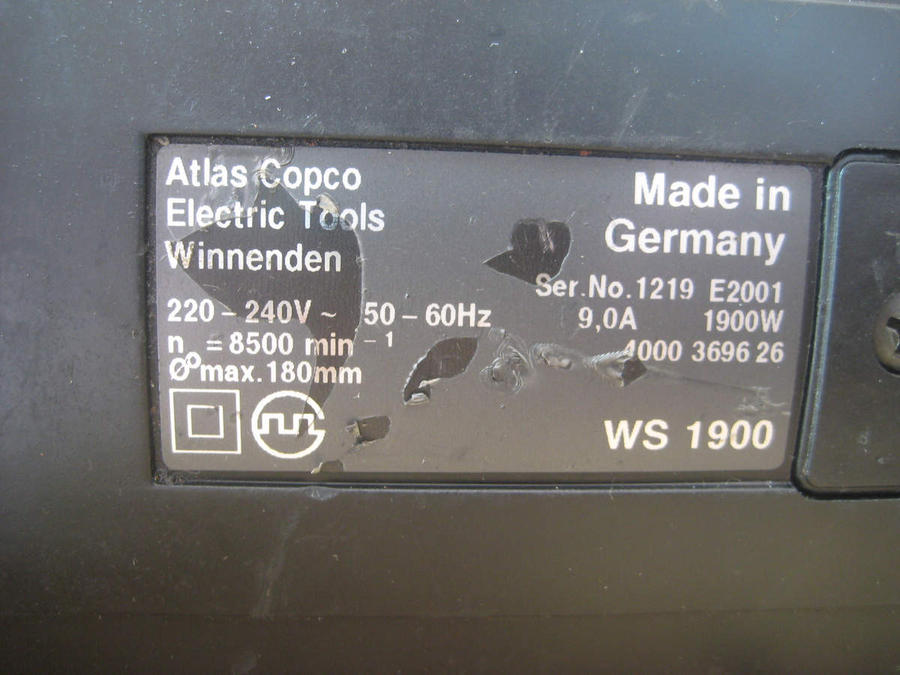 Atlas Copco
Electric Tools
Winnenden
220 – 240V ~ 50 – 60Hz
n = 8500 min⁻¹
Ø max. 180mm
Made in
Germany
Ser.No. 1219 E2001
9,0A 1900W
4000 3696 26
WS 1900